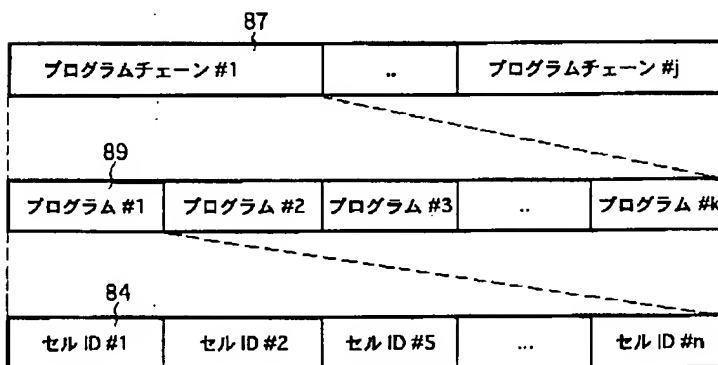 87
プログラムチェーン #1 .. プログラムチェーン #j
89
プログラム #1 プログラム #2 プログラム #3 .. プログラム #k
84
セル ID #1 セル ID #2 セル ID #5 ... セル ID #n